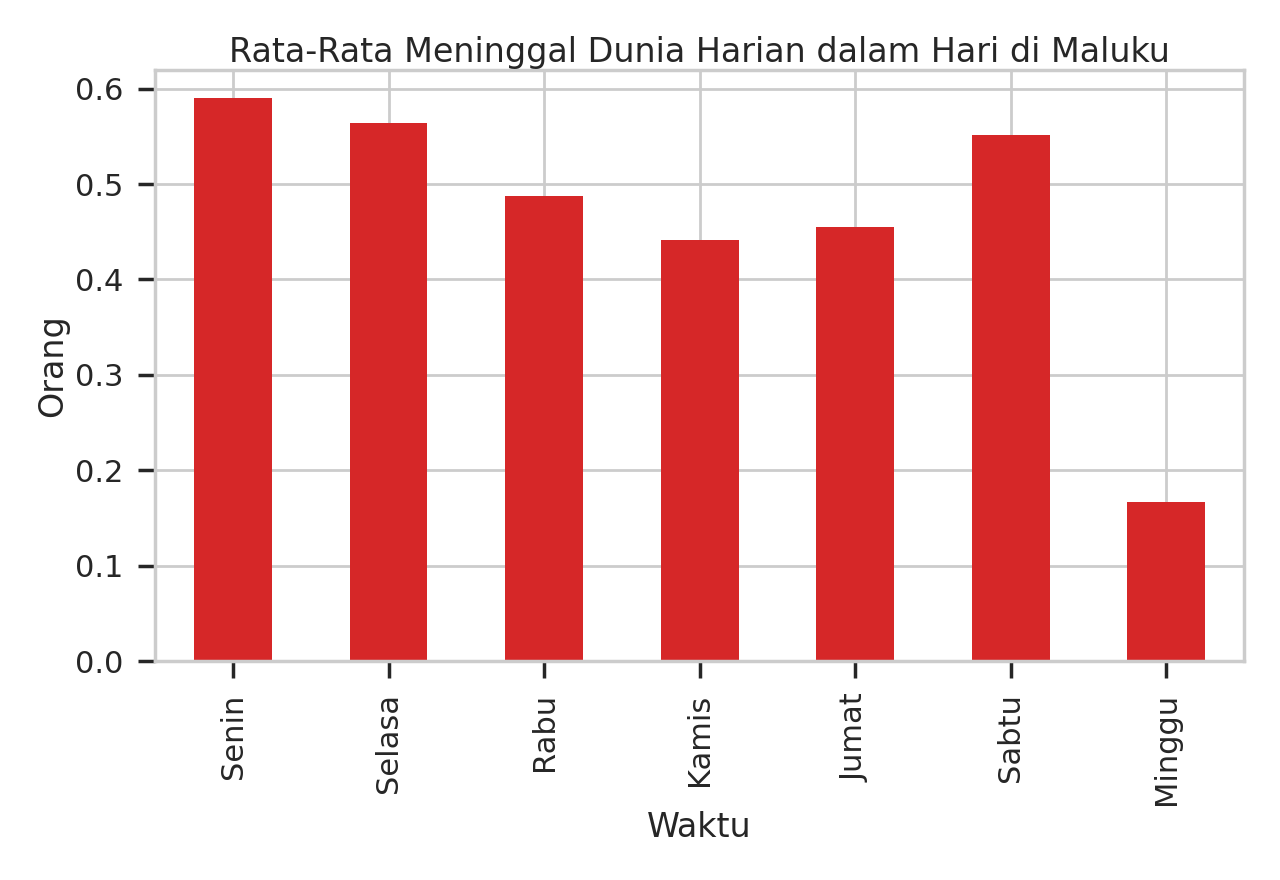 Rata-Rata Meninggal Dunia Harian dalam Hari di Maluku
0.6
0.5
0.4
0.3
0.2
0.1
0.0
Orang
Senin
Selasa
Rabu
Kamis
Jumat
Sabtu
Minggu
Waktu